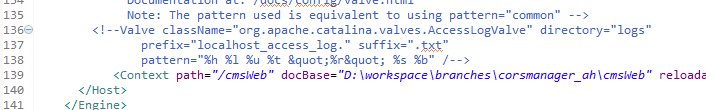 134 Documentation at: /docs/config/valve.html
135 Note: The pattern used is equivalent to using pattern="common" -->
136 <!--Valve className="org.apache.catalina.valves.AccessLogValve" directory="logs"
137 prefix="localhost_access_log." suffix=".txt"
138 pattern="%h %l %u %t &quot;%r&quot; %s %b" />-->
139 <Context path="/cmsWeb" docBase="D:\workspace\branches\corsmanager_ah\cmsWeb" reloada
140 </Host>
141 </Engine>